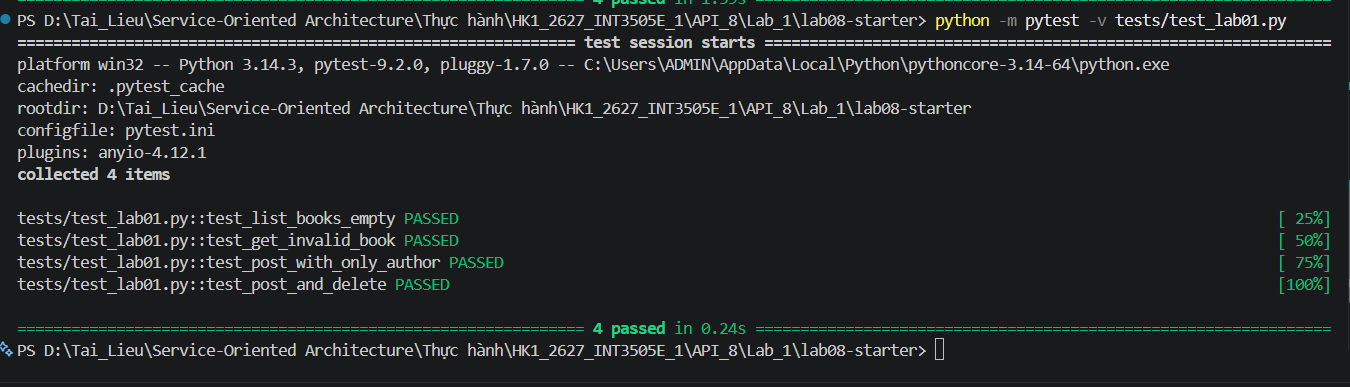 ============================================================ 4 passed in 1.59s ============================================================
PS D:\Tai_Lieu\Service-Oriented Architecture\Thực hành\HK1_2627_INT3505E_1\API_8\Lab_1\lab08-starter> python -m pytest -v tests/test_lab01.py
============================================================ test session starts ============================================================
platform win32 -- Python 3.14.3, pytest-9.2.0, pluggy-1.7.0 -- C:\Users\ADMIN\AppData\Local\Python\pythoncore-3.14-64\python.exe
cachedir: .pytest_cache
rootdir: D:\Tai_Lieu\Service-Oriented Architecture\Thực hành\HK1_2627_INT3505E_1\API_8\Lab_1\lab08-starter
configfile: pytest.ini
plugins: anyio-4.12.1
collected 4 items
tests/test_lab01.py::test_list_books_empty PASSED [ 25%]
tests/test_lab01.py::test_get_invalid_book PASSED [ 50%]
tests/test_lab01.py::test_post_with_only_author PASSED [ 75%]
tests/test_lab01.py::test_post_and_delete PASSED [100%]
============================================================ 4 passed in 0.24s ============================================================
PS D:\Tai_Lieu\Service-Oriented Architecture\Thực hành\HK1_2627_INT3505E_1\API_8\Lab_1\lab08-starter>